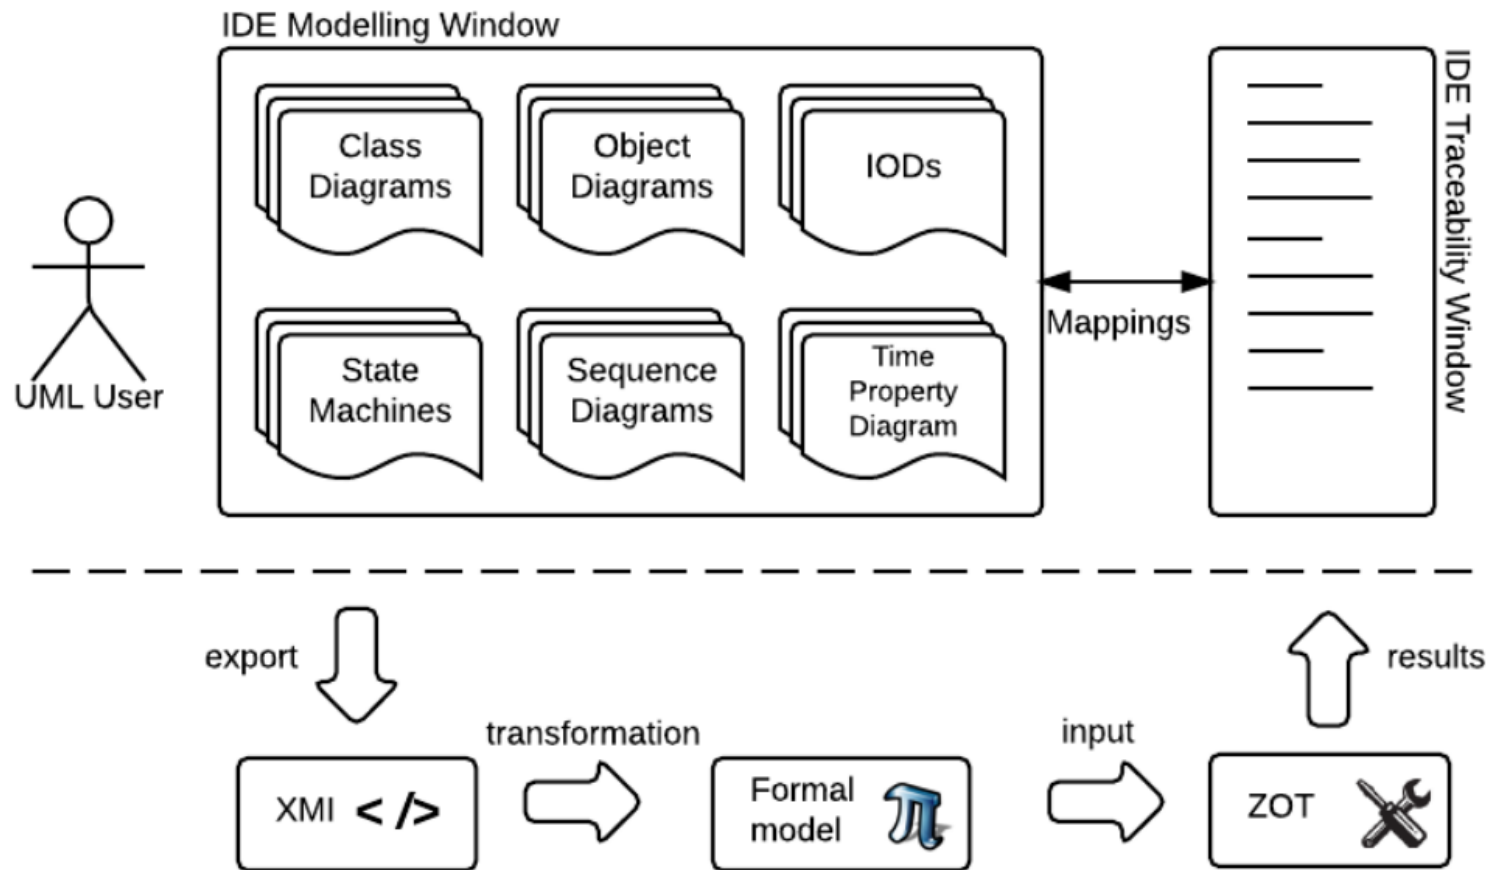 IDE Modelling Window
Class
Diagrams
Object
Diagrams
IODs
State
Machines
Sequence
Diagrams
Time
Property
Diagram
UML User
Mappings
IDE Traceability Window
export
results
transformation
input
XMI </>
Formal
model
π
ZOT